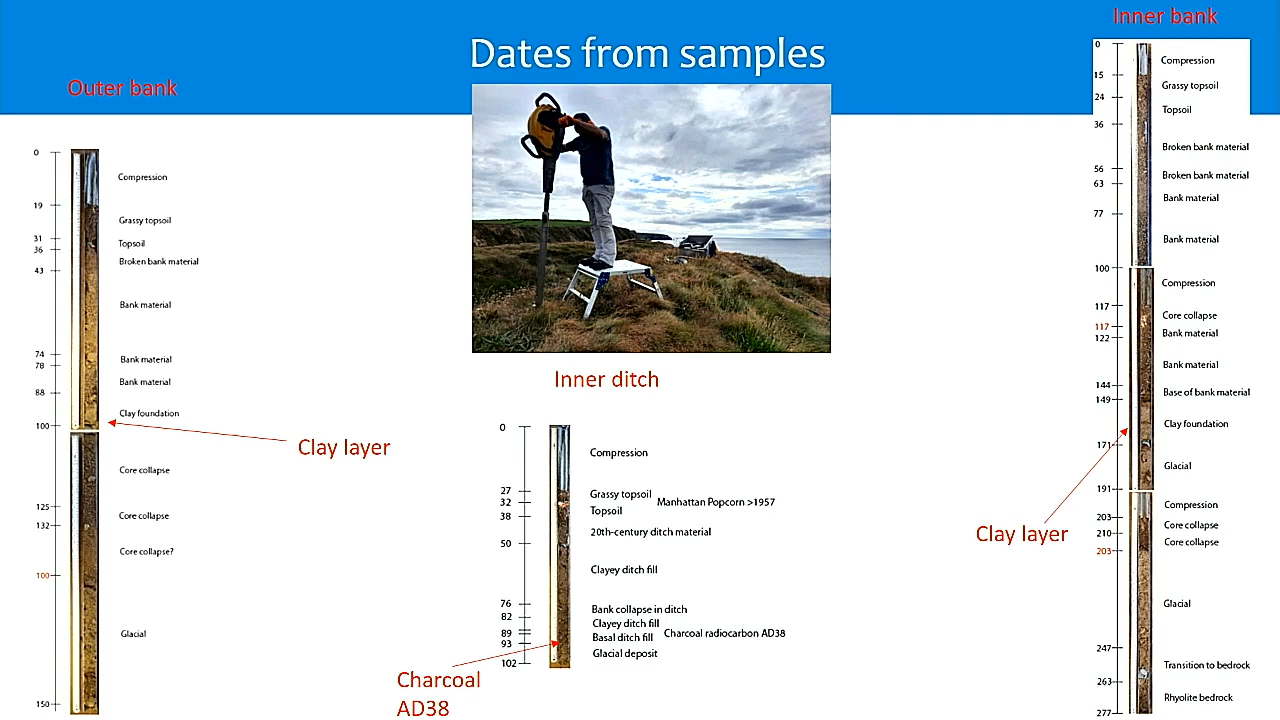 Dates from samples
Outer bank
0
Compression
19
Grassy topsoil
31
Topsoil
36
Broken bank material
43
Bank material
74
Bank material
78
Bank material
88
Clay foundation
100
Clay layer
Core collapse
125
Core collapse
132
Core collapse?
100
Glacial
150
Inner ditch
0
Compression
27
Grassy topsoil
32
Manhattan Popcorn >1957
Topsoil
38
20th-century ditch material
50
Clayey ditch fill
76
Bank collapse in ditch
82
Clayey ditch fill
89
Basal ditch fill
Charcoal radiocarbon AD38
93
Glacial deposit
102
Charcoal
AD38
Inner bank
0
Compression
15
Grassy topsoil
24
Topsoil
36
Broken bank material
56
Broken bank material
63
Bank material
77
Bank material
100
Compression
117
Core collapse
117
Bank material
122
Bank material
144
Base of bank material
149
Clay foundation
171
Glacial
191
Clay layer
Compression
203
Core collapse
210
Core collapse
203
Glacial
247
Transition to bedrock
263
Rhyolite bedrock
277